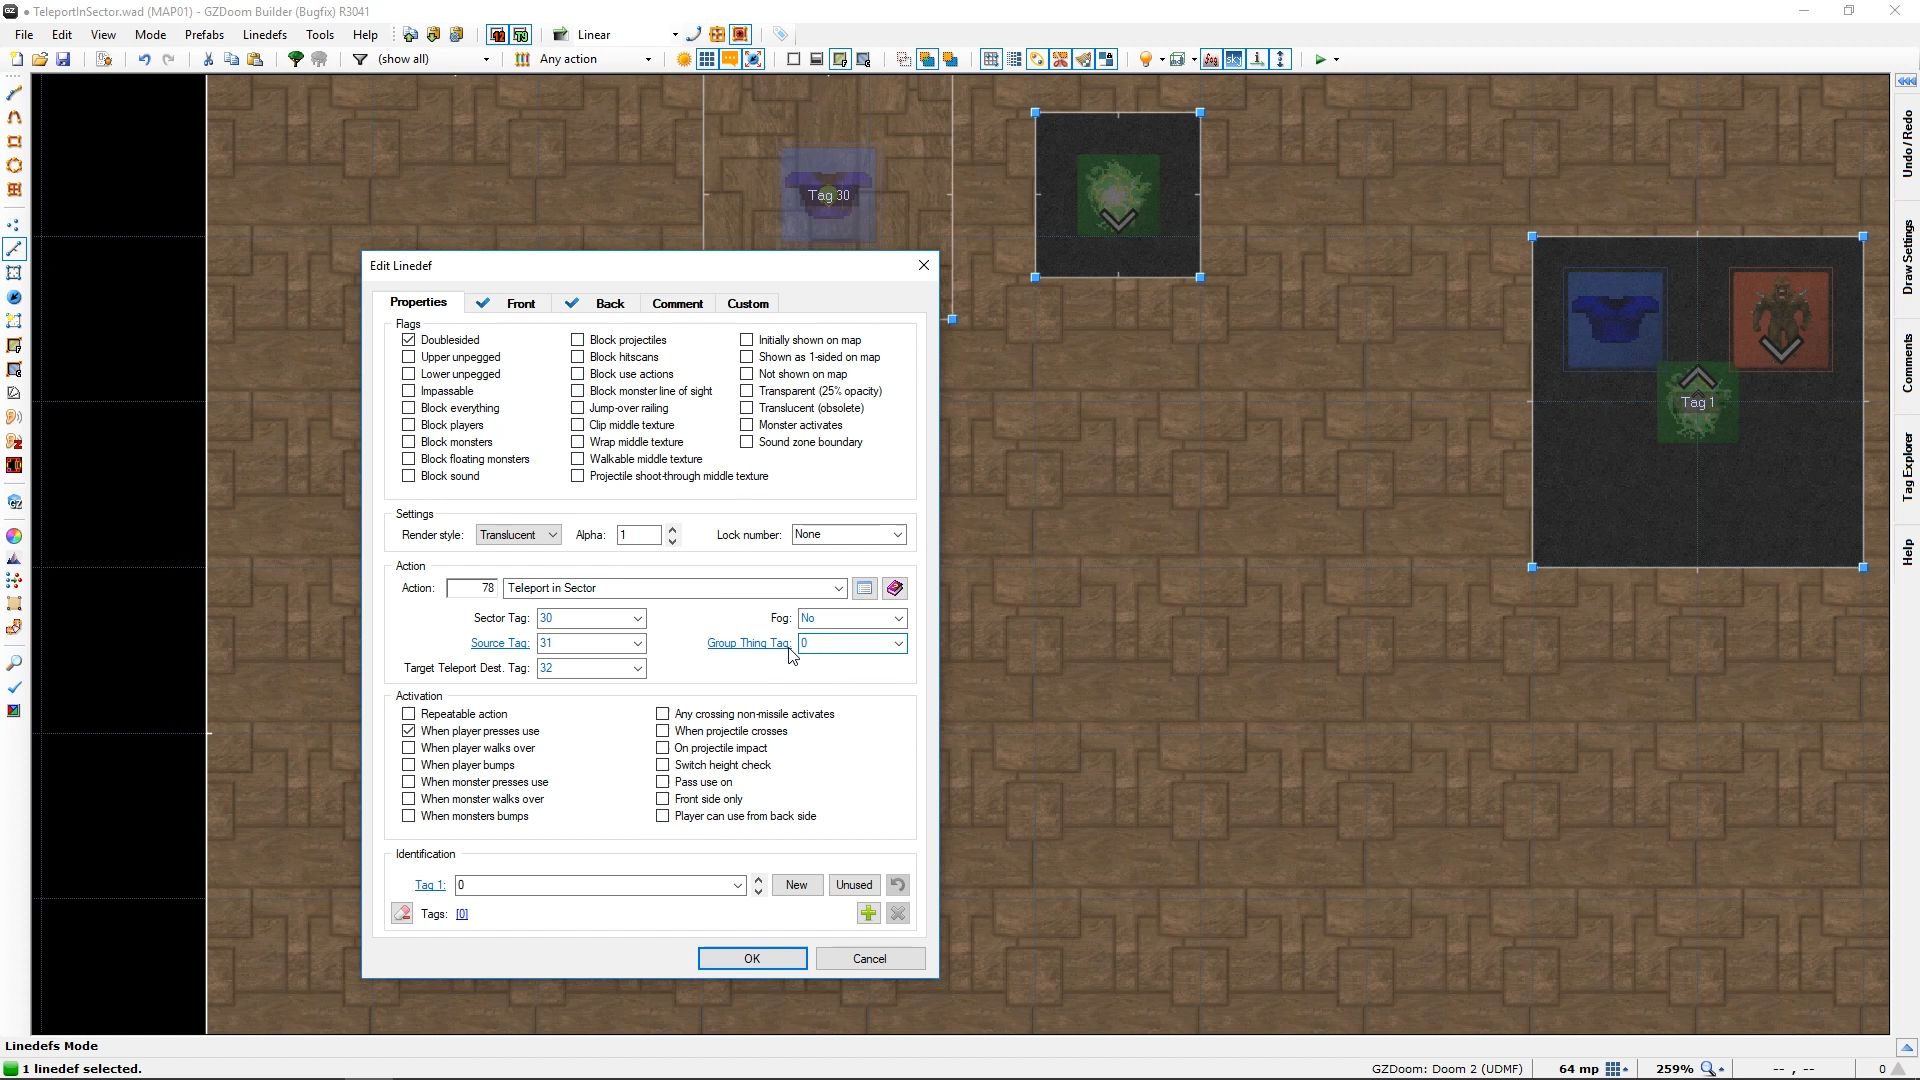 TeleportInSector.wad (MAP01) - GZDoom Builder (Bugfix) R3041
File Edit View Mode Prefabs Linedefs Tools Help Linear
(show all) Any action
Tag 30
Tag 1
Undo / Redo
Draw Settings
Comments
Tag Explorer
Help
Edit Linedef
Properties Front Back Comment Custom
Flags
Doublesided Block projectiles Initially shown on map
Upper unpegged Block hitscans Shown as 1-sided on map
Lower unpegged Block use actions Not shown on map
Impassable Block monster line of sight Transparent (25% opacity)
Block everything Jump-over railing Translucent (obsolete)
Block players Clip middle texture Monster activates
Block monsters Wrap middle texture Sound zone boundary
Block floating monsters Walkable middle texture
Block sound Projectile shoot-through middle texture
Settings
Render style: Translucent Alpha: 1 Lock number: None
Action
Action: 78 Teleport in Sector
Sector Tag: 30 Fog: No
Source Tag: 31 Group Thing Tag: 0
Target Teleport Dest. Tag: 32
Activation
Repeatable action Any crossing non-missile activates
When player presses use When projectile crosses
When player walks over On projectile impact
When player bumps Switch height check
When monster presses use Pass use on
When monster walks over Front side only
When monsters bumps Player can use from back side
Identification
Tag 1: 0 New Unused
Tags: [0]
OK Cancel
Linedefs Mode
1 linedef selected. GZDoom: Doom 2 (UDMF) 64 mp 259% -- , -- 0